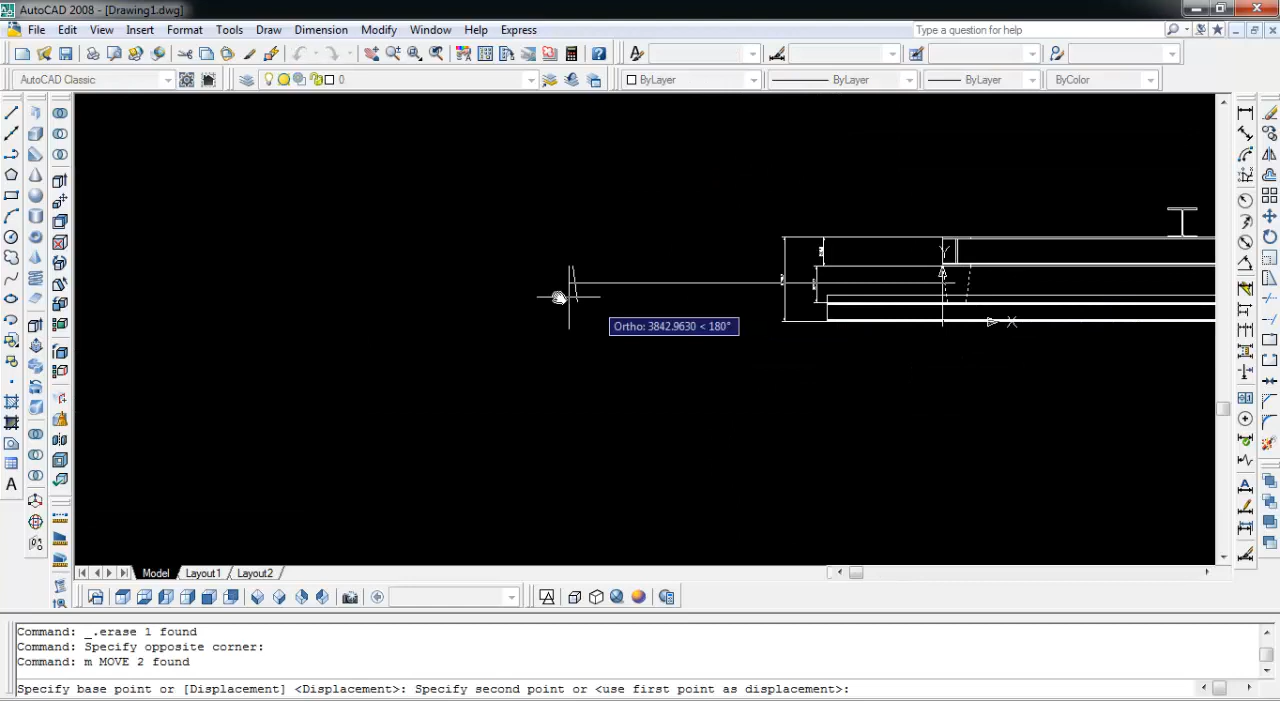 AutoCAD 2008 - [Drawing1.dwg]
File Edit View Insert Format Tools Draw Dimension Modify Window Help Express
Type a question for help
AutoCAD Classic
0
ByLayer
ByLayer
ByLayer
ByColor
Y
Ortho: 3842.9630 < 180°
X
A
Model Layout1 Layout2
Command: _.erase 1 found
Command: Specify opposite corner:
Command: m MOVE 2 found
Specify base point or [Displacement] <Displacement>: Specify second point or <use first point as displacement>: